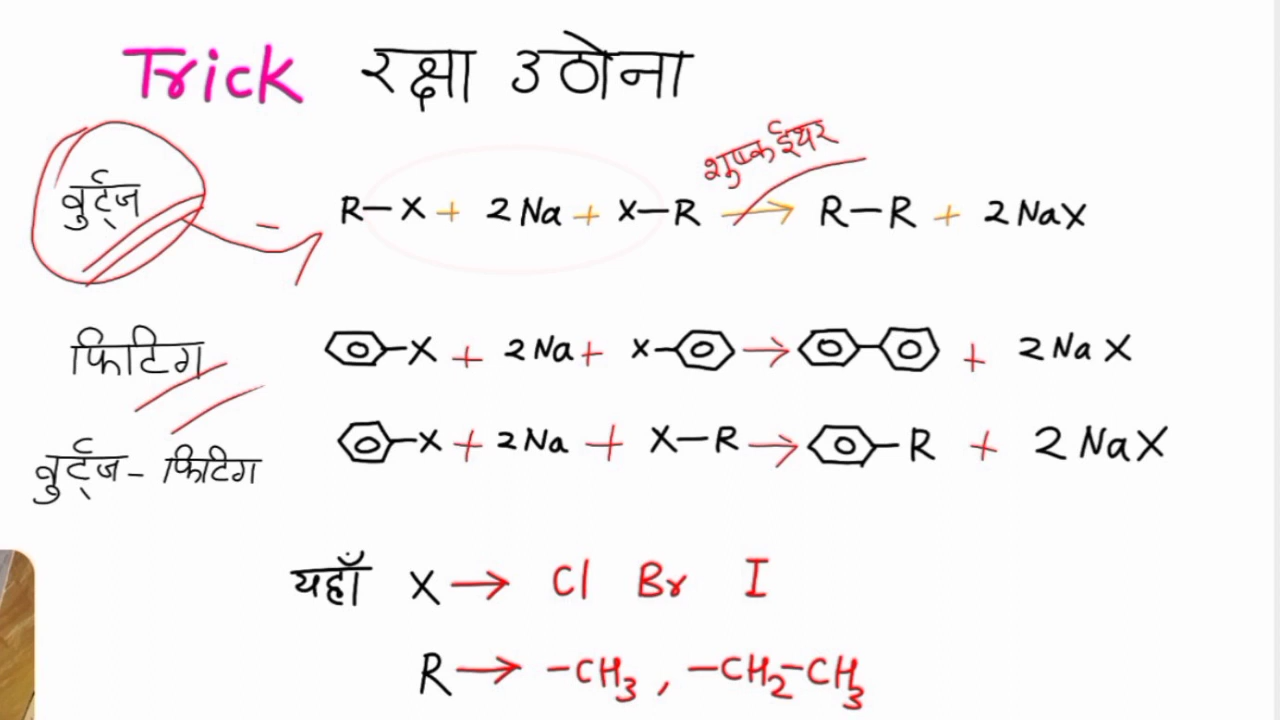 Trick रक्षा उठोना
शुष्क ईथर
वुर्ट्ज R-X + 2Na + X-R → R-R + 2NaX
फिटिग -X + 2Na + X- → + 2NaX
वुर्ट्ज - फिटिग -X + 2Na + X-R → -R + 2NaX
यहाँ X → Cl Br I
R → -CH3, -CH2-CH3